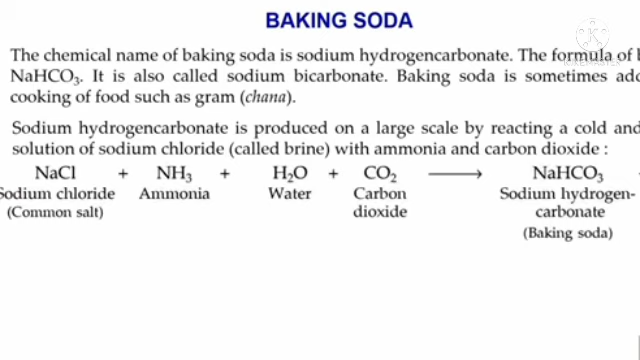 BAKING SODA
The chemical name of baking soda is sodium hydrogencarbonate. The formula of
NaHCO₃. It is also called sodium bicarbonate. Baking soda is sometimes
cooking of food such as gram (chana).
Sodium hydrogencarbonate is produced on a large scale by reacting a cold and
solution of sodium chloride (called brine) with ammonia and carbon dioxide :
NaCl + NH₃ + H₂O + CO₂ ⟶ NaHCO₃
Sodium chloride Ammonia Water Carbon Sodium hydrogen-
(Common salt) dioxide carbonate
(Baking soda)